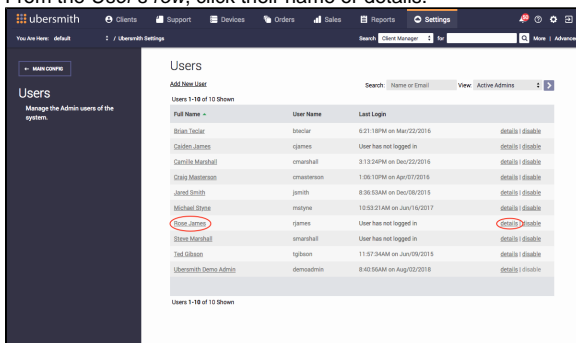 From the User's row, click their name or details.
ubersmith Clients Support Devices Orders Sales Reports Settings
You Are Here: default / Ubersmith Settings Search Client Manager for More | Advanced
← MAIN CONFIG
Users
Manage the Admin users of the system.
Users
Add New User Search: Name or Email View: Active Admins
Users 1-10 of 10 Shown
Full Name User Name Last Login
Brian Teclar bteclar 6:21:18PM on Mar/22/2016 details | disable
Caiden James cjames User has not logged in details | disable
Camille Marshall cmarshall 3:13:24PM on Dec/22/2016 details | disable
Craig Masterson cmasterson 1:06:10PM on Apr/07/2016 details | disable
Jared Smith jsmith 8:36:53AM on Dec/08/2015 details | disable
Michael Styne mstyne 10:53:21AM on Jun/16/2017 details | disable
Rose James rjames User has not logged in details | disable
Steve Marshall smarshall User has not logged in details | disable
Ted Gibson tgibson 11:57:34AM on Jun/09/2015 details | disable
Ubersmith Demo Admin demoadmin 8:40:56AM on Aug/02/2018 details | disable
Users 1-10 of 10 Shown